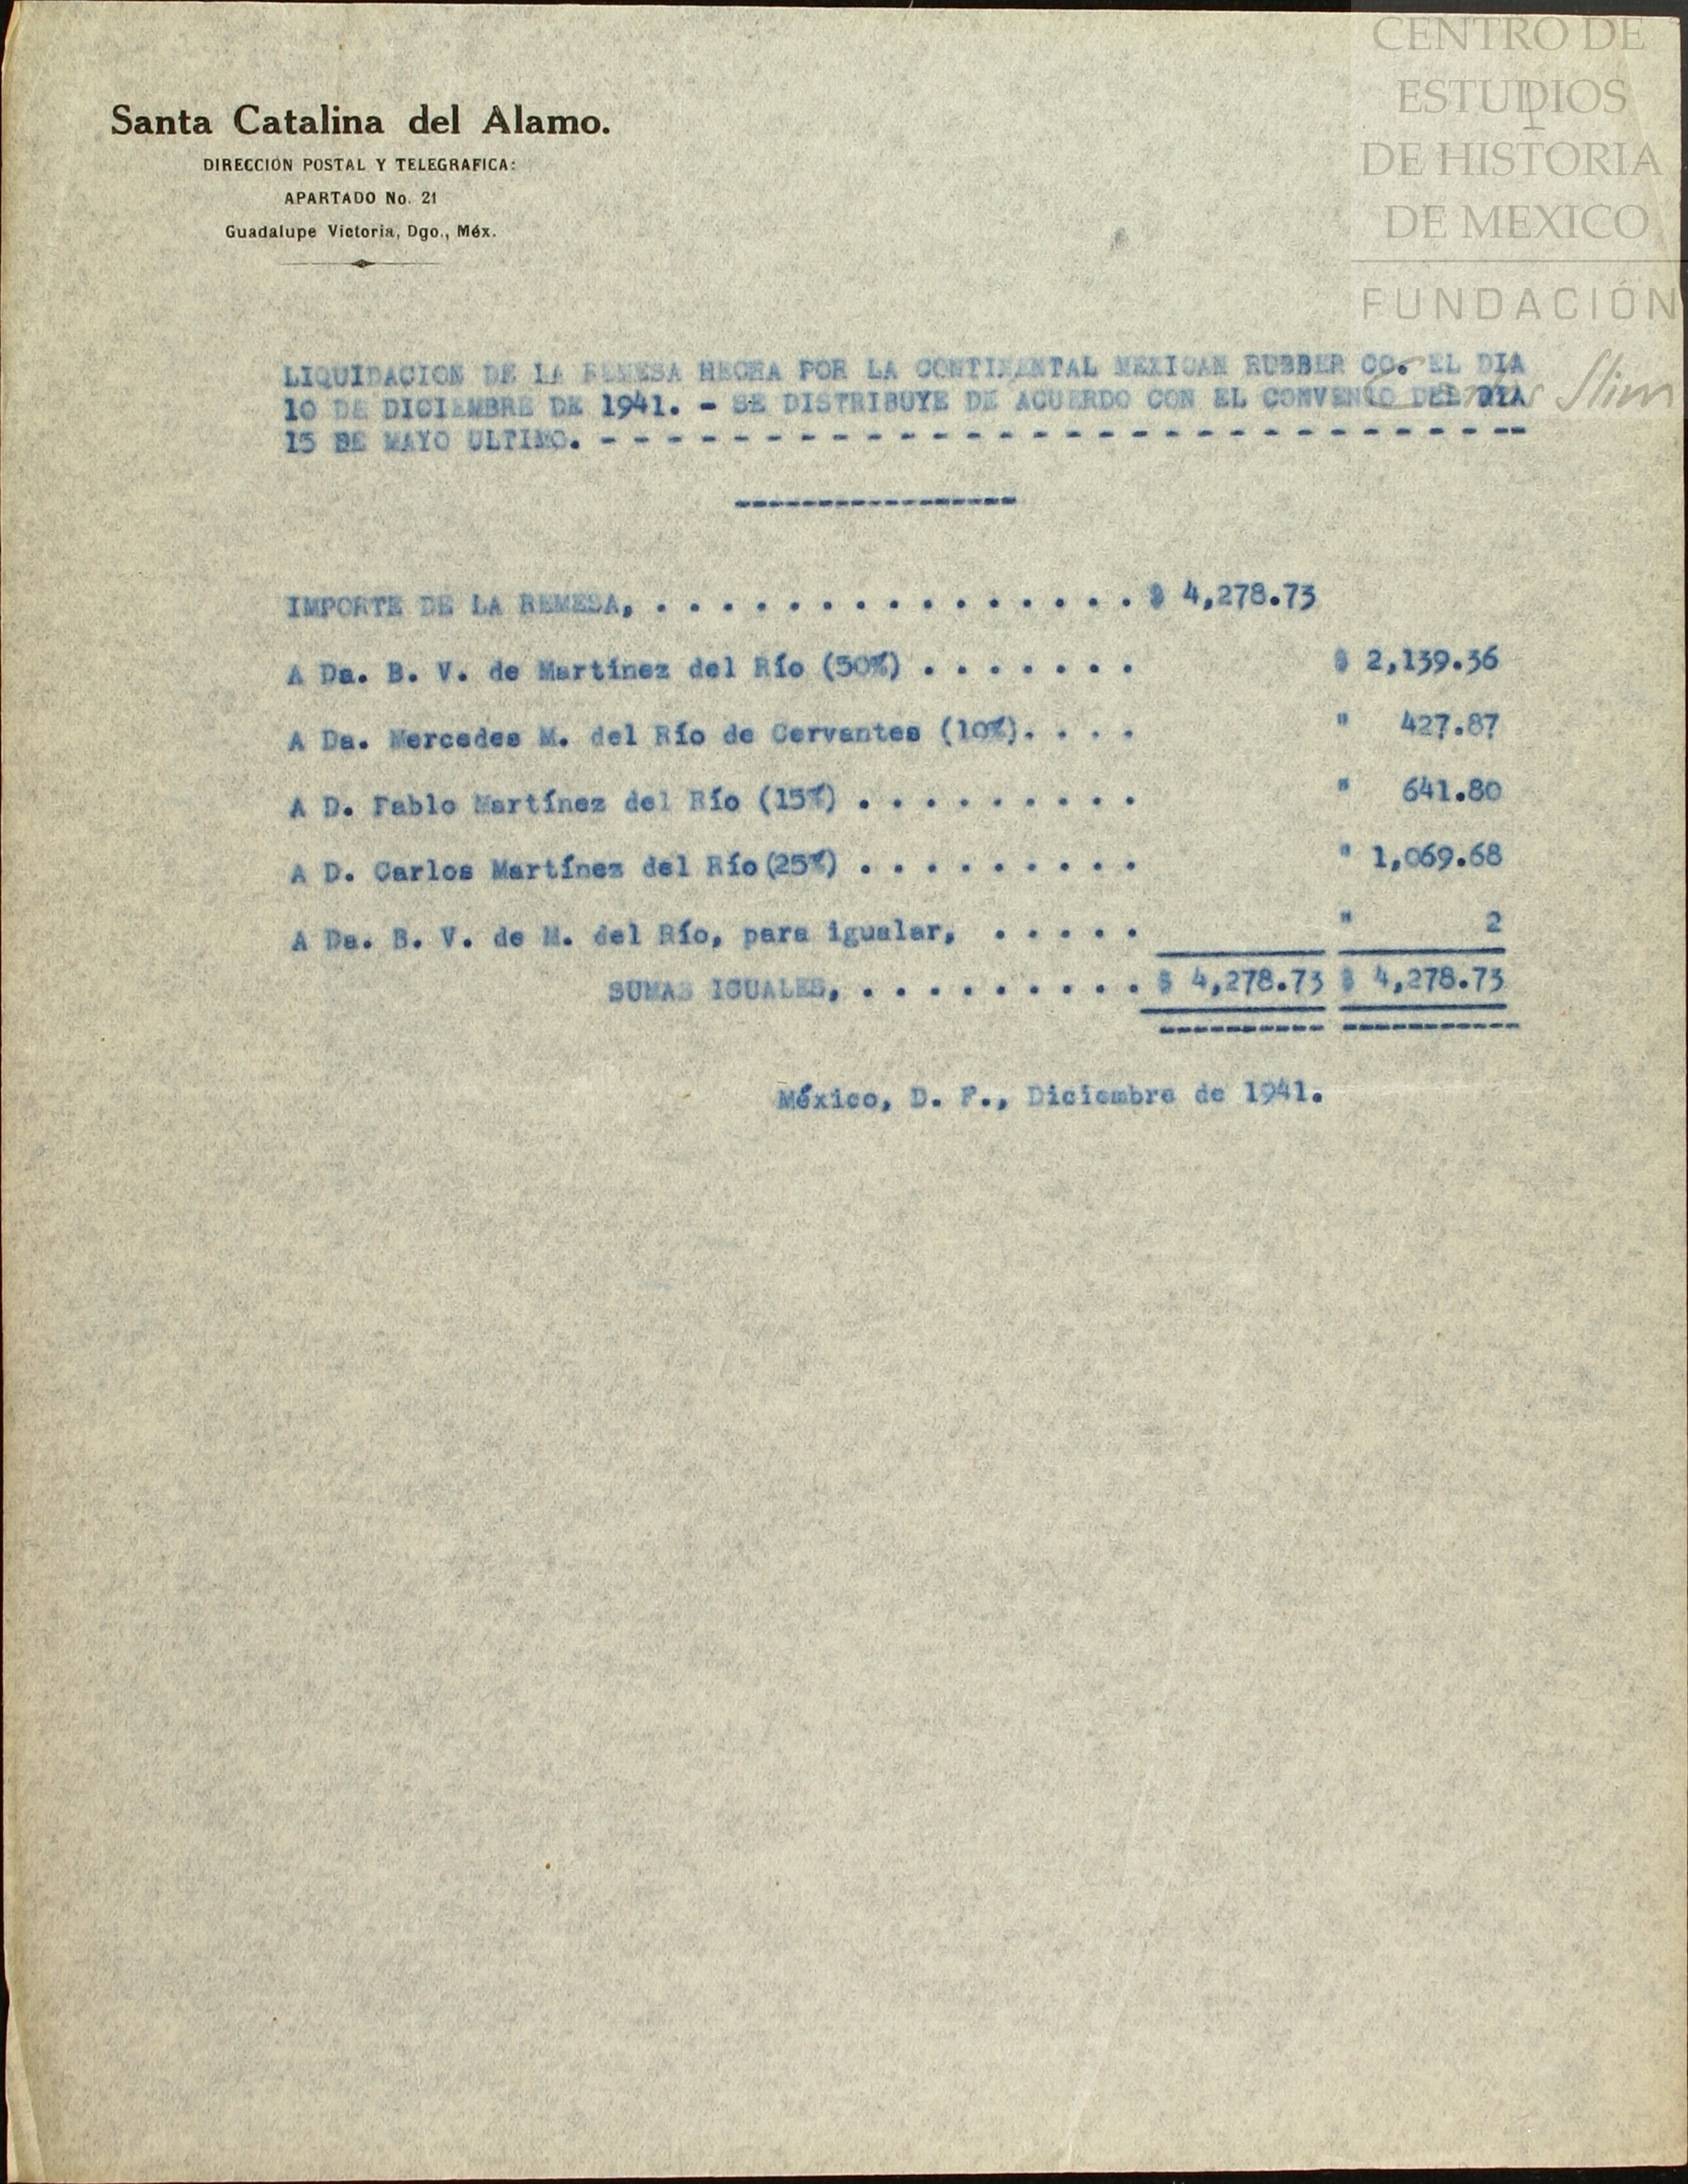 CENTRO DE
ESTUDIOS
DE HISTORIA
DE MEXICO
FUNDACIÓN
Carlos Slim
Santa Catalina del Alamo.
DIRECCION POSTAL Y TELEGRAFICA:
APARTADO No. 21
Guadalupe Victoria, Dgo., Méx.
LIQUIDACION DE LA REMESA HECHA POR LA CONTINENTAL MEXICAN RUBBER CO. EL DIA
10 DE DICIEMBRE DE 1941. - SE DISTRIBUYE DE ACUERDO CON EL CONVENIO DEL DIA
15 DE MAYO ULTIMO. - - - - - - - - - - - - - - - - - - - - - - - - - - - --
-----------------
IMPORTE DE LA REMESA, . . . . . . . . . . . . . . . $ 4,278.73
A Da. B. V. de Martínez del Río (50%) . . . . . . . $ 2,139.36
A Da. Mercedes M. del Río de Cervantes (10%). . . . " 427.87
A D. Pablo Martínez del Río (15%) . . . . . . . . . " 641.80
A D. Carlos Martínez del Río (25%) . . . . . . . . . " 1,069.68
A Da. B. V. de M. del Río, para igualar, . . . . . " 2
SUMAS IGUALES, . . . . . . . . . $ 4,278.73 $ 4,278.73
México, D. F., Diciembre de 1941.